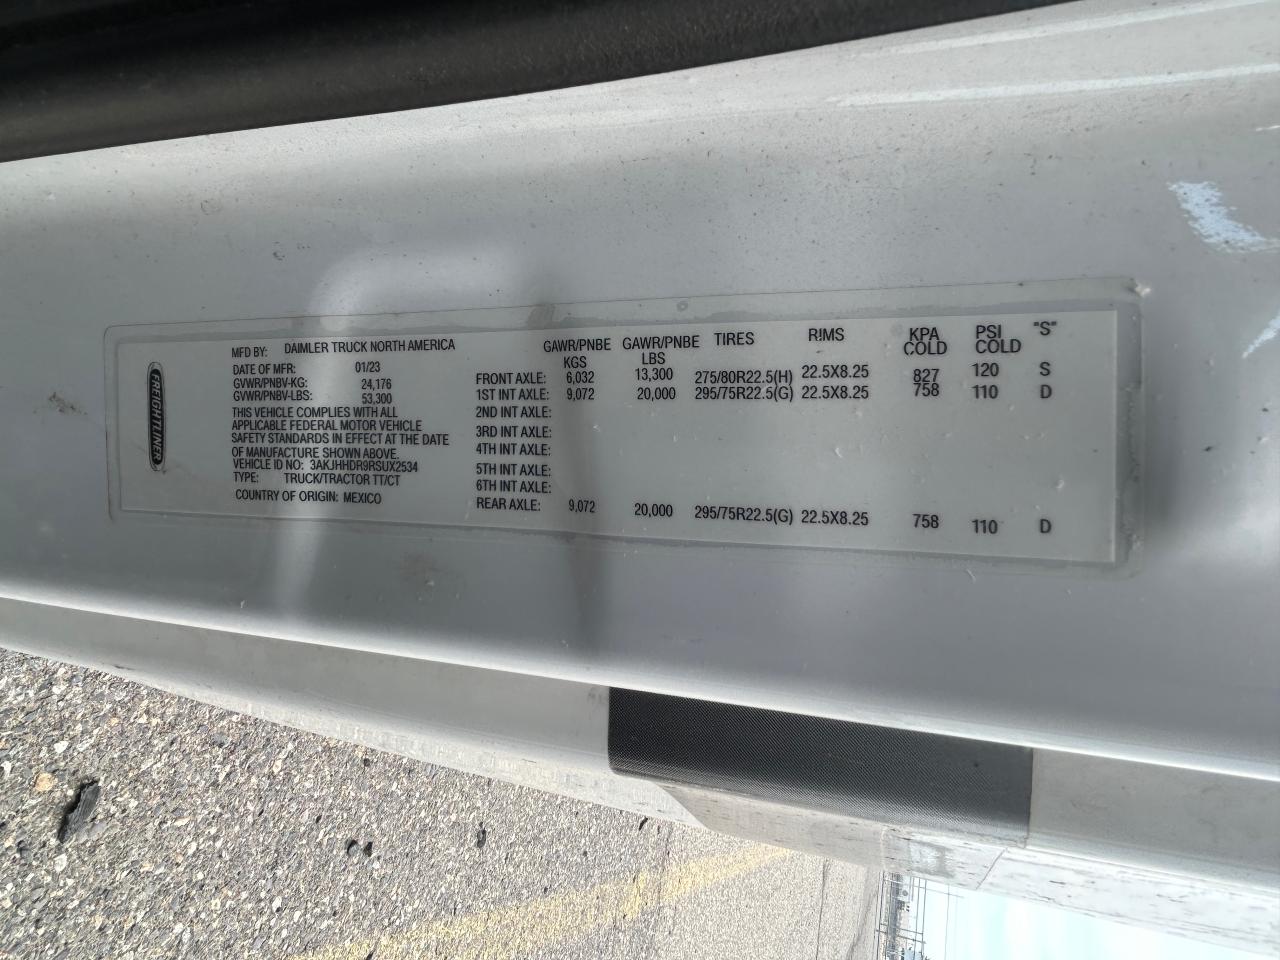 FREIGHTLINER
MFD BY: DAIMLER TRUCK NORTH AMERICA
DATE OF MFR: 01/23
GVWR/PNBV-KG: 24,176
GVWR/PNBV-LBS: 53,300
THIS VEHICLE COMPLIES WITH ALL
APPLICABLE FEDERAL MOTOR VEHICLE
SAFETY STANDARDS IN EFFECT AT THE DATE
OF MANUFACTURE SHOWN ABOVE.
VEHICLE ID NO: 3AKJHHDR9RSUX2534
TYPE: TRUCK/TRACTOR TT/CT
COUNTRY OF ORIGIN: MEXICO
GAWR/PNBE GAWR/PNBE TIRES RIMS KPA PSI "S"
KGS LBS COLD COLD
FRONT AXLE: 6,032 13,300 275/80R22.5(H) 22.5X8.25 827 120 S
1ST INT AXLE: 9,072 20,000 295/75R22.5(G) 22.5X8.25 758 110 D
2ND INT AXLE:
3RD INT AXLE:
4TH INT AXLE:
5TH INT AXLE:
6TH INT AXLE:
REAR AXLE: 9,072 20,000 295/75R22.5(G) 22.5X8.25 758 110 D